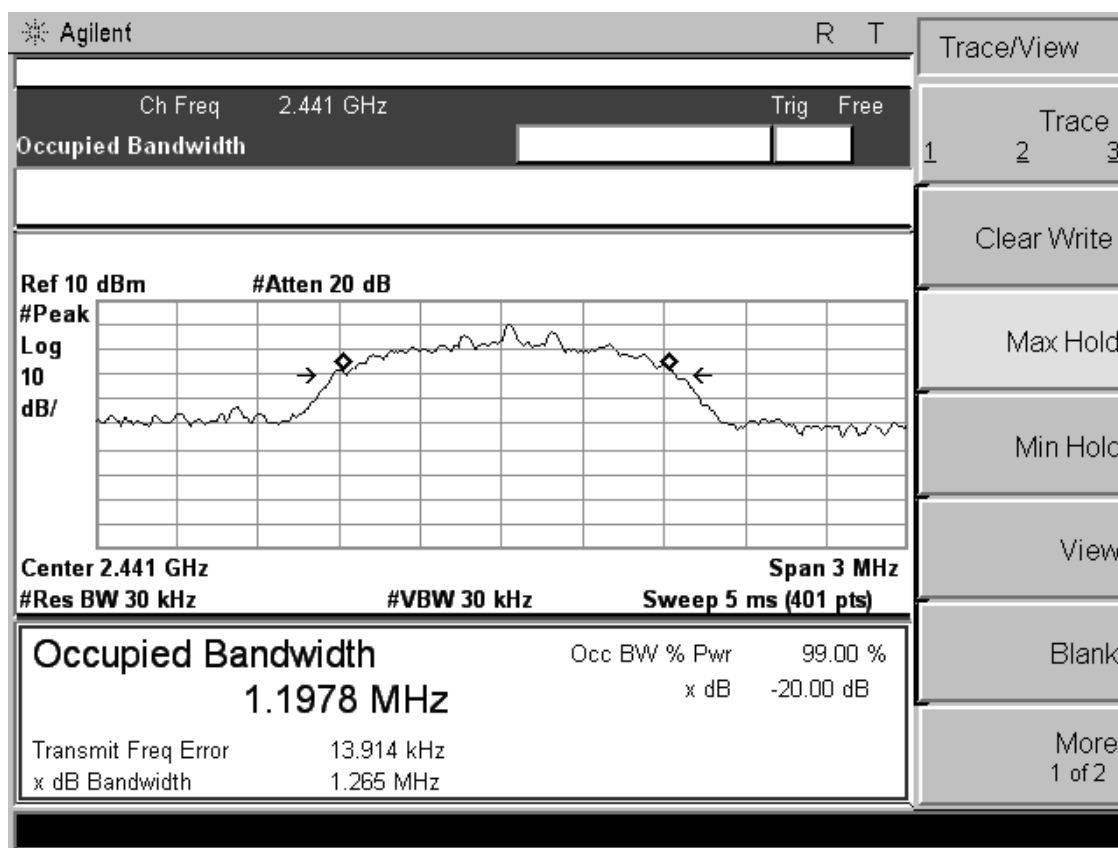 Agilent R T
Ch Freq 2.441 GHz Trig Free
Occupied Bandwidth
Ref 10 dBm #Atten 20 dB
#Peak
Log
10
dB/
Center 2.441 GHz Span 3 MHz
#Res BW 30 kHz #VBW 30 kHz Sweep 5 ms (401 pts)
Occupied Bandwidth
1.1978 MHz
Occ BW % Pwr 99.00 %
x dB -20.00 dB
Transmit Freq Error 13.914 kHz
x dB Bandwidth 1.265 MHz
Trace/View
Trace
1 2 3
Clear Write
Max Hold
Min Hold
View
Blank
More
1 of 2